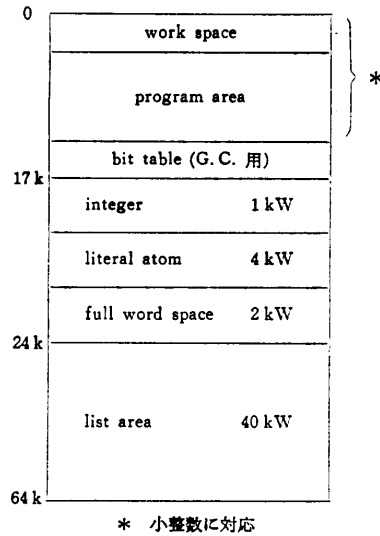 0
work space
*
program area
bit table (G. C. 用)
17 k
integer 1 kW
literal atom 4 kW
full word space 2 kW
24 k
list area 40 kW
64 k
* 小整数に対応